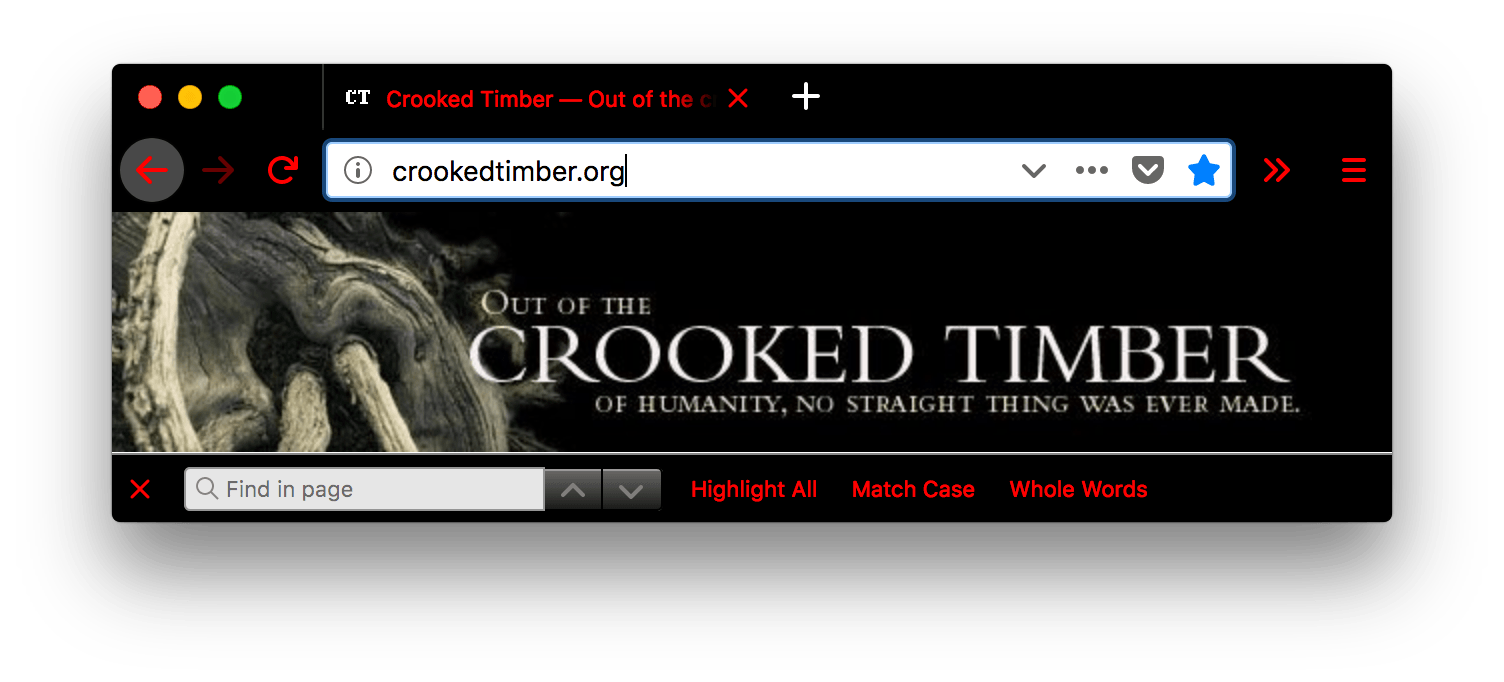 CT Crooked Timber — Out of the
crookedtimber.org
OUT OF THE
CROOKED TIMBER
OF HUMANITY, NO STRAIGHT THING WAS EVER MADE.
Find in page Highlight All Match Case Whole Words